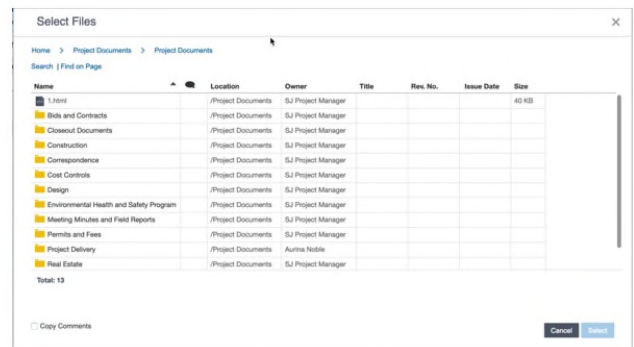 Select Files
Home > Project Documents > Project Documents
Search | Find on Page
Name Location Owner Title Rev. No. Issue Date Size
1.html /Project Documents SJ Project Manager 40 KB
Bids and Contracts /Project Documents SJ Project Manager
Closeout Documents /Project Documents SJ Project Manager
Construction /Project Documents SJ Project Manager
Correspondence /Project Documents SJ Project Manager
Cost Controls /Project Documents SJ Project Manager
Design /Project Documents SJ Project Manager
Environmental Health and Safety Program /Project Documents SJ Project Manager
Meeting Minutes and Field Reports /Project Documents SJ Project Manager
Permits and Fees /Project Documents SJ Project Manager
Project Delivery /Project Documents Aurina Noble
Real Estate /Project Documents SJ Project Manager
Total: 13
Copy Comments
Cancel Select